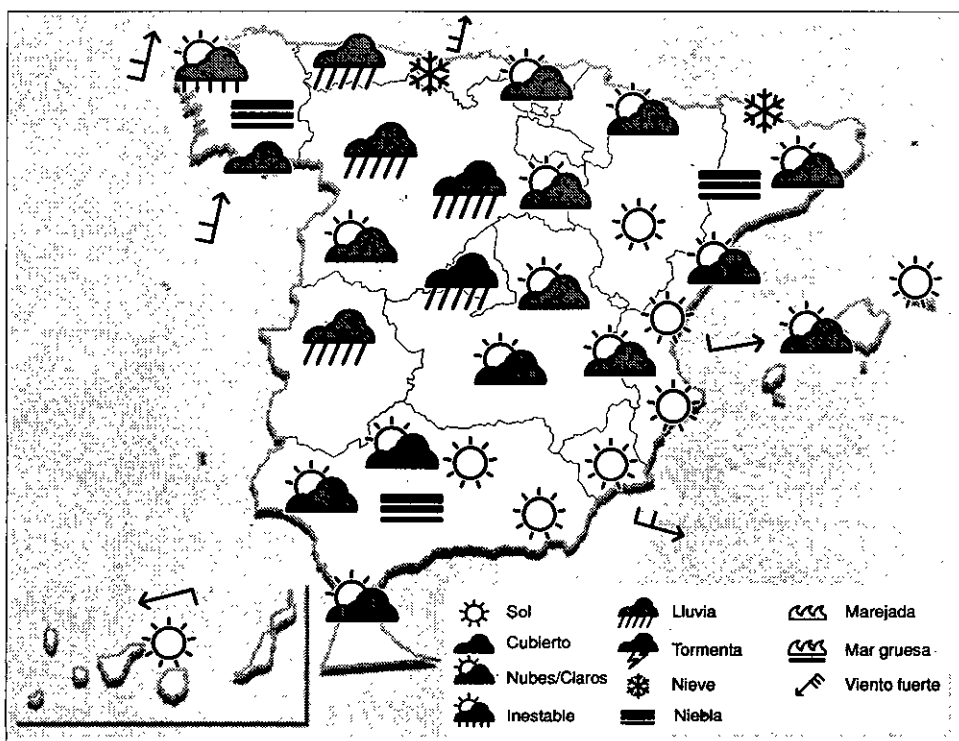 Sol
Cubierto
Nubes/Claros
Inestable
Lluvia
Tormenta
Nieve
Niebla
Marejada
Mar gruesa
Viento fuerte